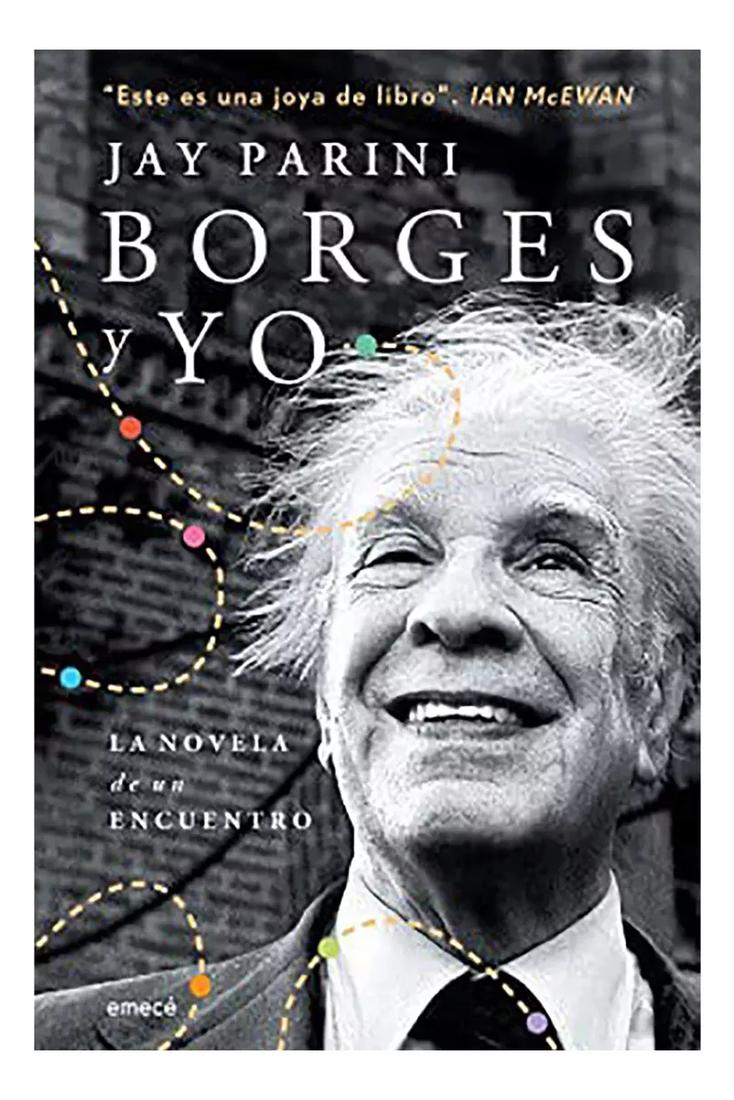 "Este es una joya de libro". IAN McEWAN
JAY PARINI
BORGES
y YO
LA NOVELA
de un
ENCUENTRO
emecé